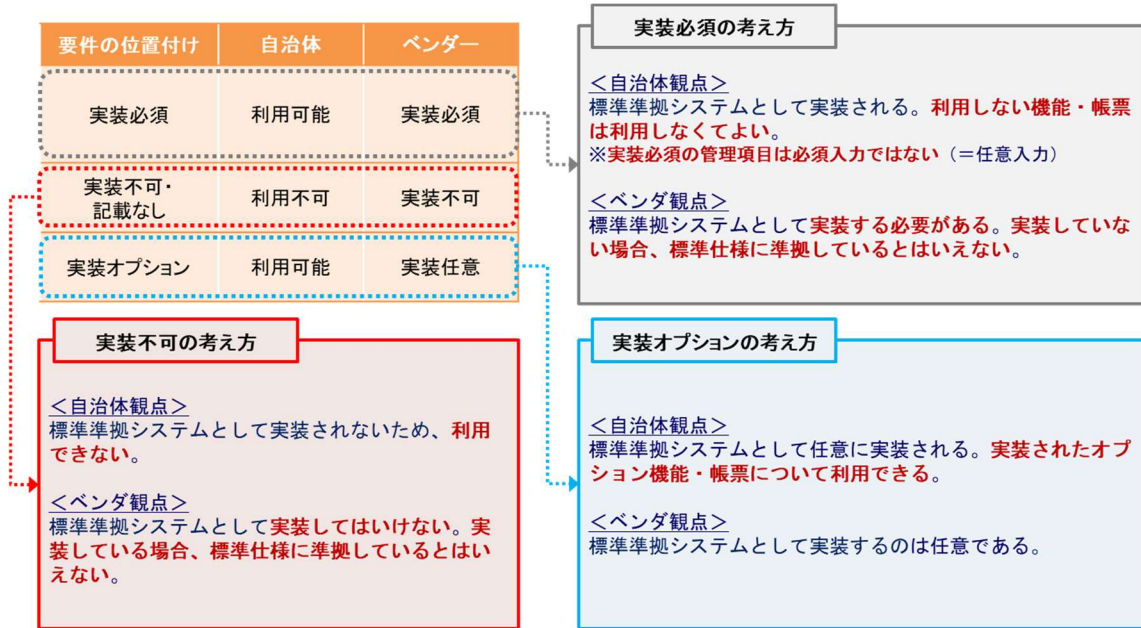 要件の位置付け 自治体 ベンダー
実装必須 利用可能 実装必須
実装不可・
記載なし 利用不可 実装不可
実装オプション 利用可能 実装任意
実装必須の考え方
＜自治体観点＞
標準準拠システムとして実装される。利用しない機能・帳票
は利用しなくてよい。
※実装必須の管理項目は必須入力ではない（＝任意入力）
＜ベンダ観点＞
標準準拠システムとして実装する必要がある。実装していな
い場合、標準仕様に準拠しているとはいえない。
実装不可の考え方
＜自治体観点＞
標準準拠システムとして実装されないため、利用
できない。
＜ベンダ観点＞
標準準拠システムとして実装してはいけない。実
装している場合、標準仕様に準拠しているとはい
えない。
実装オプションの考え方
＜自治体観点＞
標準準拠システムとして任意に実装される。実装されたオプ
ション機能・帳票について利用できる。
＜ベンダ観点＞
標準準拠システムとして実装するのは任意である。